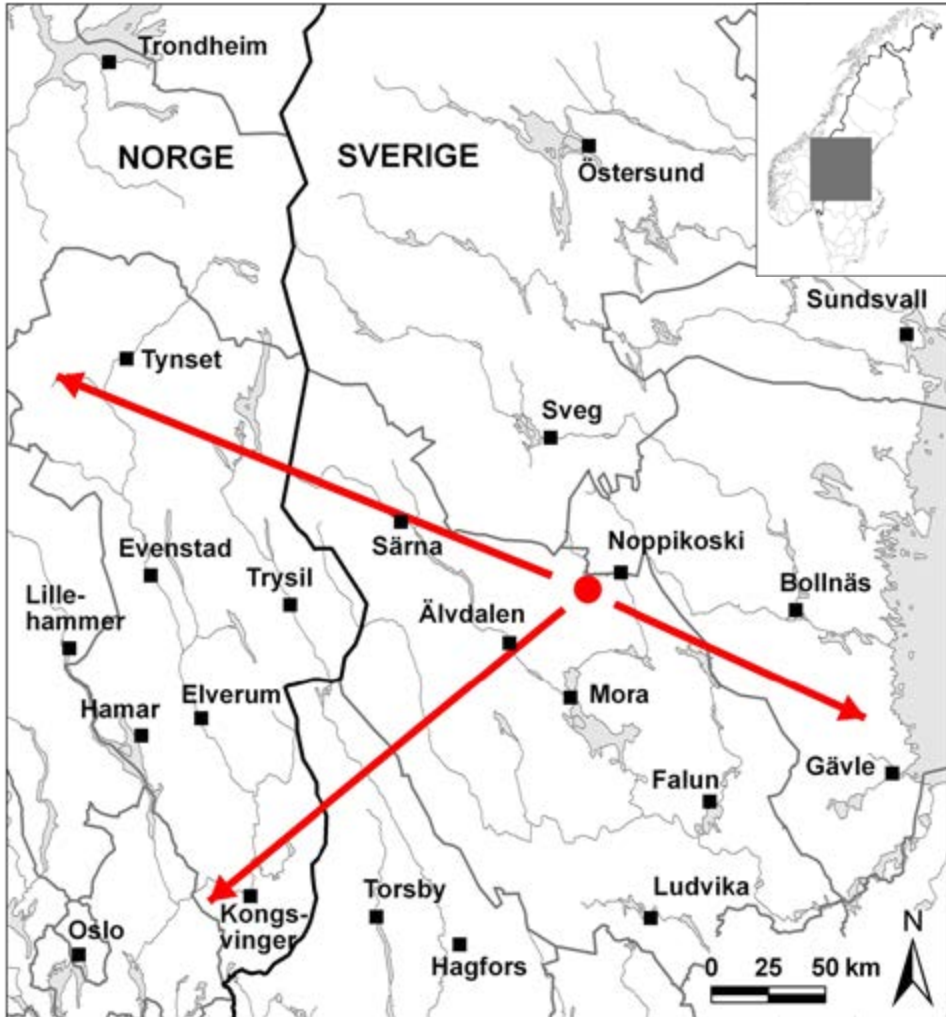 Trondheim
NORGE
SVERIGE
Östersund
Sundsvall
Tynset
Sveg
Särna
Noppikoski
Evenstad
Trysil
Bollnäs
Lille-
hammer
Älvdalen
Elverum
Mora
Hamar
Gävle
Falun
Kongs-
vinger
Torsby
Ludvika
Oslo
Hagfors
0 25 50 km
N